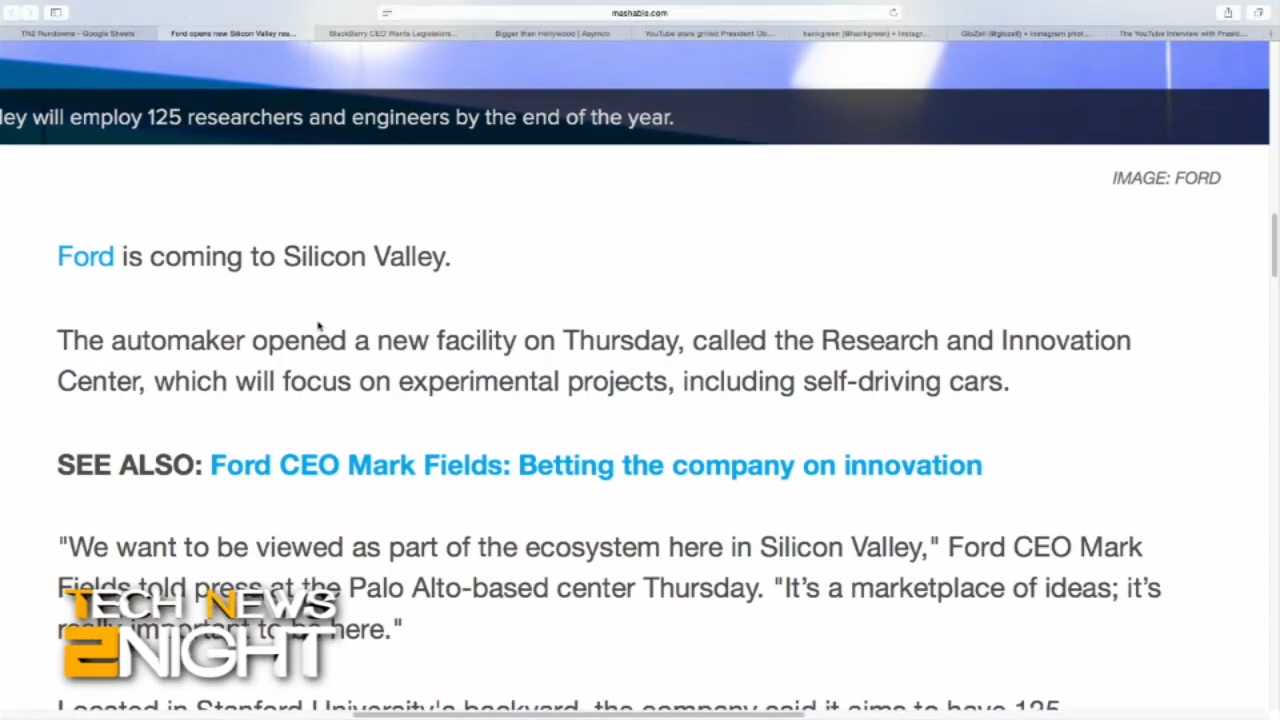 mashable.com
TN2 Rundowns - Google Sheets
Ford opens new Silicon Valley res...
BlackBerry CEO Wants Legislators...
Bigger than Hollywood | Asymco
YouTube stars grilled President Ob...
hankgreen (@hankgreen) • Instagr...
GloZell (@glozell) • Instagram phot...
The YouTube Interview with Presid...
ley will employ 125 researchers and engineers by the end of the year.
IMAGE: FORD
Ford is coming to Silicon Valley.
The automaker opened a new facility on Thursday, called the Research and Innovation
Center, which will focus on experimental projects, including self-driving cars.
SEE ALSO: Ford CEO Mark Fields: Betting the company on innovation
"We want to be viewed as part of the ecosystem here in Silicon Valley," Ford CEO Mark
Fields told press at the Palo Alto-based center Thursday. "It's a marketplace of ideas; it's
really important to be here."
TECH NEWS
2NIGHT
Located in Stanford University's backyard, the company said it aims to have 125